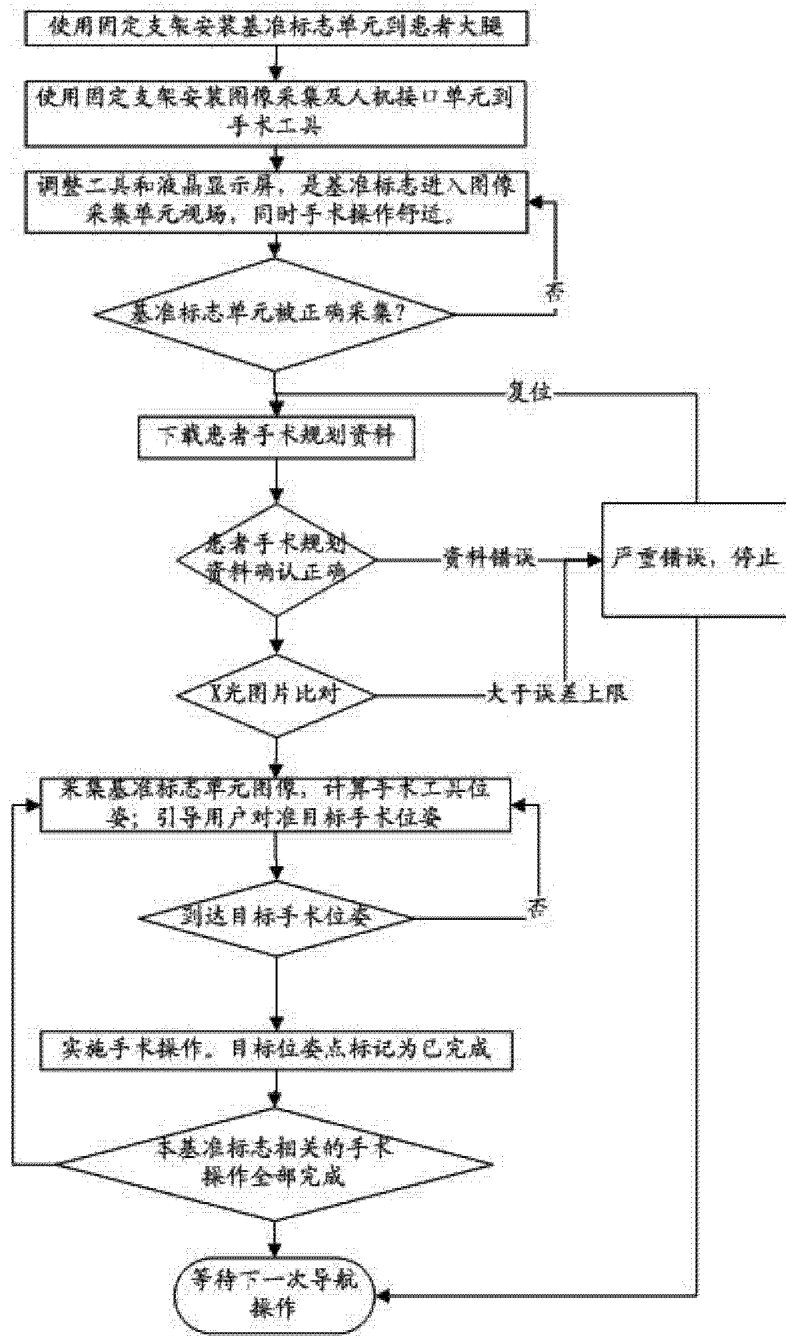 使用固定支架安装基准标志单元到患者大腿
使用固定支架安装图像采集及人机接口单元到
手术工具
调整工具和液晶显示屏，是基准标志进入图像
采集单元现场，同时手术操作舒适。
否
基准标志单元被正确采集？
复位
下载患者手术规划资料
患者手术规划
资料确认正确
资料错误
严重错误，停止
X光图片比对
大于误差上限
采集基准标志单元图像，计算手术工具位
姿；引导用户对准目标手术位姿
否
到达目标手术位姿
实施手术操作。目标位姿点标记为已完成
本基准标志相关的手术
操作全部完成
等待下一次导航
操作